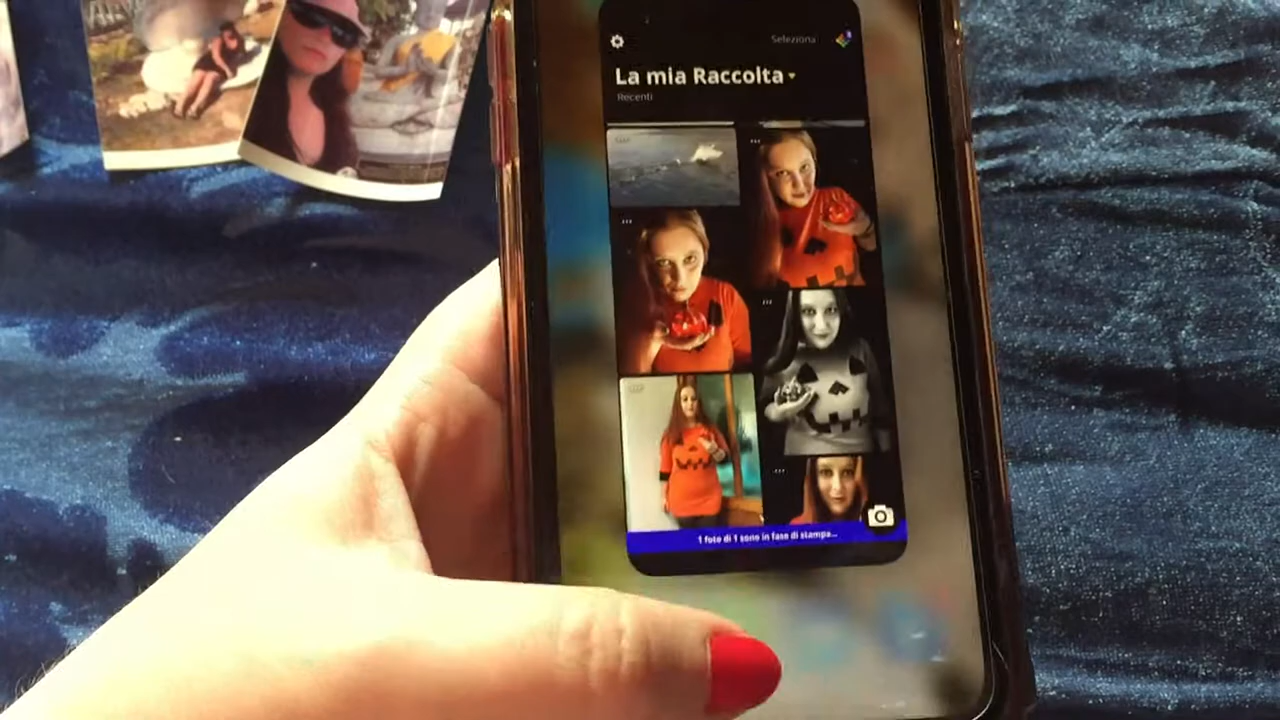 Seleziona
La mia Raccolta
Recenti
1 foto di 1 sono in fase di stampa...